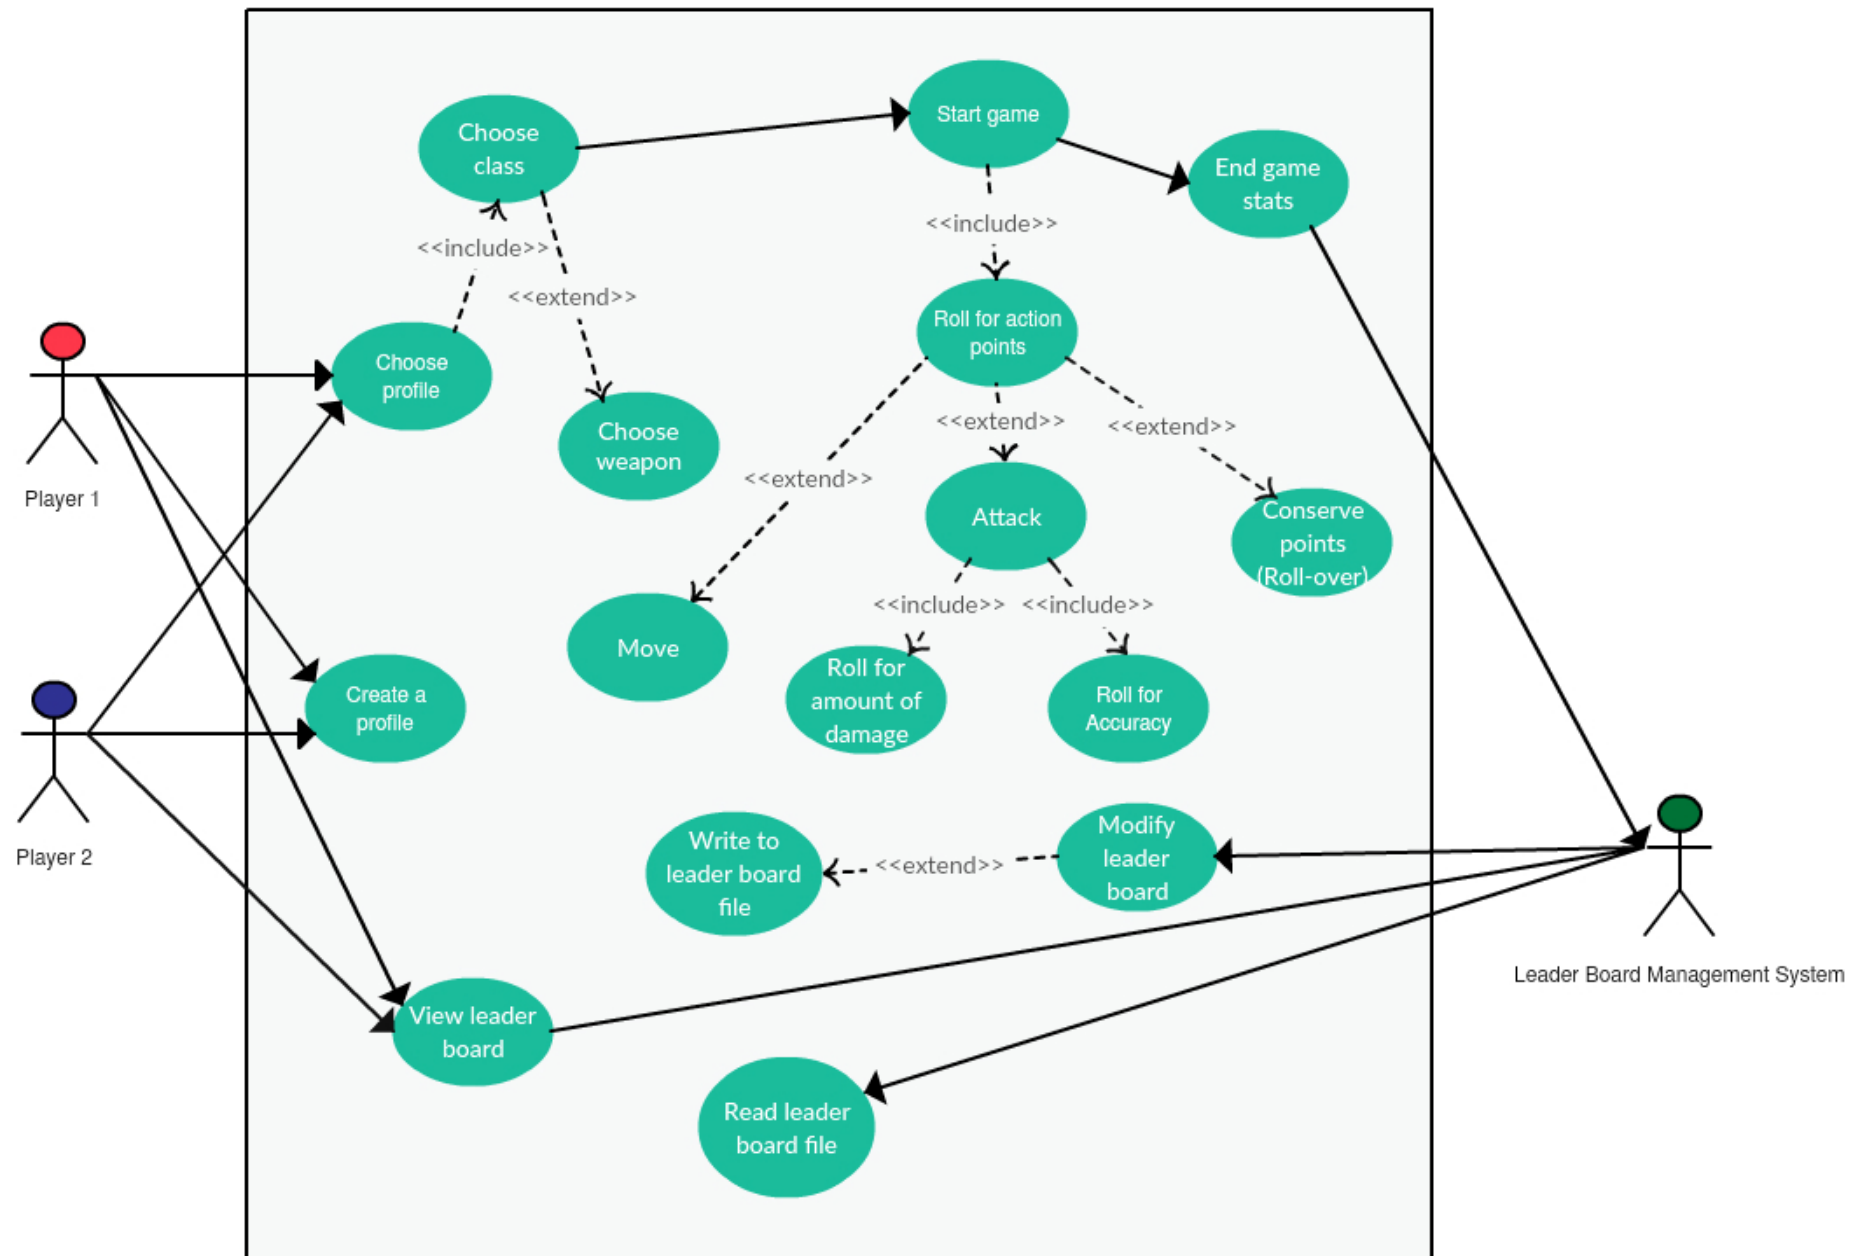 Start game
Choose
class
End game
stats
<<include>>
<<include>>
<<extend>>
Roll for action
points
Choose
profile
<<extend>>
<<extend>>
Choose
weapon
<<extend>>
Player 1
Attack
Conserve
points
(Roll-over)
<<include>>
<<include>>
Move
Roll for
amount of
damage
Roll for
Accuracy
Create a
profile
Player 2
Write to
leader board
file
<<extend>>
Modify
leader
board
Leader Board Management System
View leader
board
Read leader
board file